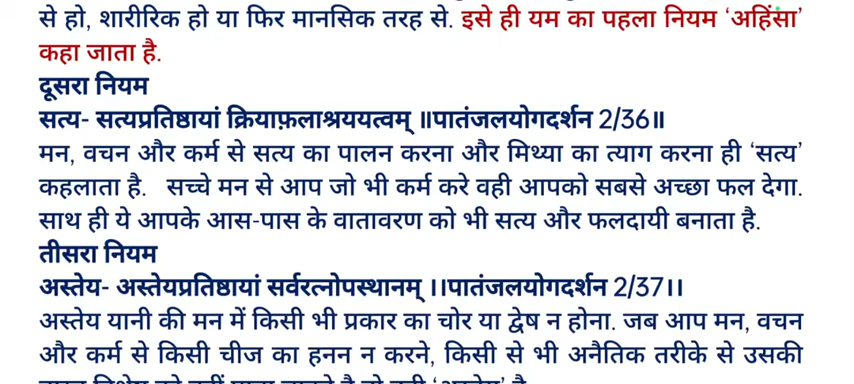 से हो, शारीरिक हो या फिर मानसिक तरह से. इसे ही यम का पहला नियम ‘अहिंसा’
कहा जाता है.
दूसरा नियम
सत्य- सत्यप्रतिष्ठायां क्रियाफ़लाश्रययत्वम् ॥पातंजलयोगदर्शन 2/36॥
मन, वचन और कर्म से सत्य का पालन करना और मिथ्या का त्याग करना ही ‘सत्य’
कहलाता है. सच्चे मन से आप जो भी कर्म करे वही आपको सबसे अच्छा फल देगा.
साथ ही ये आपके आस-पास के वातावरण को भी सत्य और फलदायी बनाता है.
तीसरा नियम
अस्तेय- अस्तेयप्रतिष्ठायां सर्वरत्नोपस्थानम् ।।पातंजलयोगदर्शन 2/37।।
अस्तेय यानी की मन में किसी भी प्रकार का चोर या द्वेष न होना. जब आप मन, वचन
और कर्म से किसी चीज का हनन न करने, किसी से भी अनैतिक तरीके से उसकी